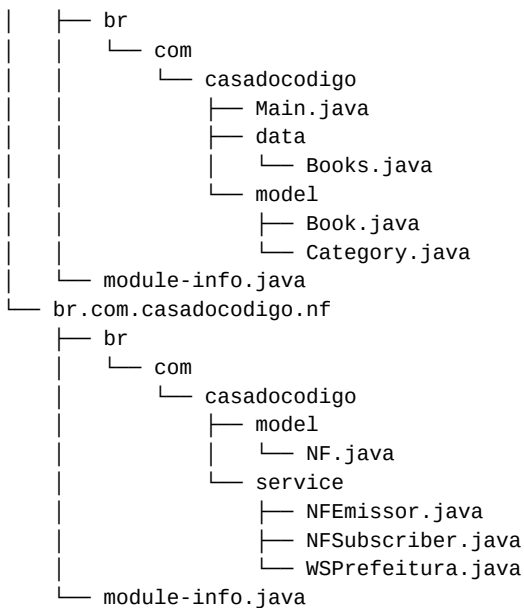 │   ├── br
│   │   └── com
│   │       └── casadocodigo
│   │           ├── Main.java
│   │           ├── data
│   │           │   └── Books.java
│   │           └── model
│   │               ├── Book.java
│   │               └── Category.java
│   └── module-info.java
└── br.com.casadocodigo.nf
    ├── br
    │   └── com
    │       └── casadocodigo
    │           ├── model
    │           │   └── NF.java
    │           └── service
    │               ├── NFEmissor.java
    │               ├── NFSubscriber.java
    │               └── WSPrefeitura.java
    └── module-info.java